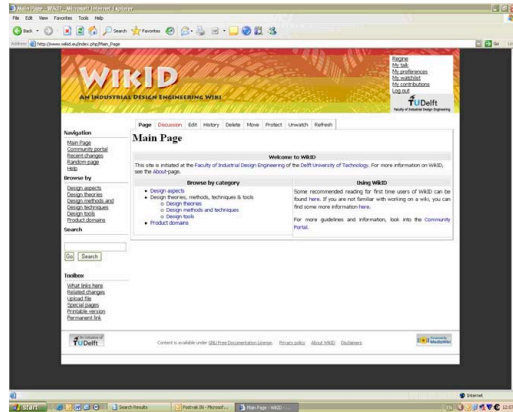 Main Page - WikID - Microsoft Internet Explorer
File Edit View Favorites Tools Help
Back Search Favorites
Address http://www.wikid.eu/index.php/Main_Page Go
WikID
AN INDUSTRIAL DESIGN ENGINEERING WIKI
Regine
My talk
My preferences
My watchlist
My contributions
Log out
TUDelft
Faculty of Industrial Design Engineering
Page Discussion Edit History Delete Move Protect Unwatch Refresh
Main Page
Welcome to WikID
This site is initiated at the Faculty of Industrial Design Engineering of the Delft University of Technology. For more information on WikID,
see the About-page.
Browse by category
Design aspects
Design theories, methods, techniques & tools
Design theories
Design methods and techniques
Design tools
Product domains
Using WikID
Some recommended reading for first time users of WikID can be
found here. If you are not familiar with working on a wiki, you can
find some more information here.
For more guidelines and information, look into the Community
Portal.
Navigation
Main Page
Community portal
Recent changes
Random page
Help
Browse by
Design aspects
Design theories
Design methods and
Design techniques
Design tools
Product domains
Search
Go Search
Toolbox
What links here
Related changes
Upload file
Special pages
Printable version
Permanent link
TUDelft
Content is available under GNU Free Documentation License. Privacy policy About WikID Disclaimers
Powered by
MediaWiki
Internet
start
Search Results
Main Page - WikID - ...